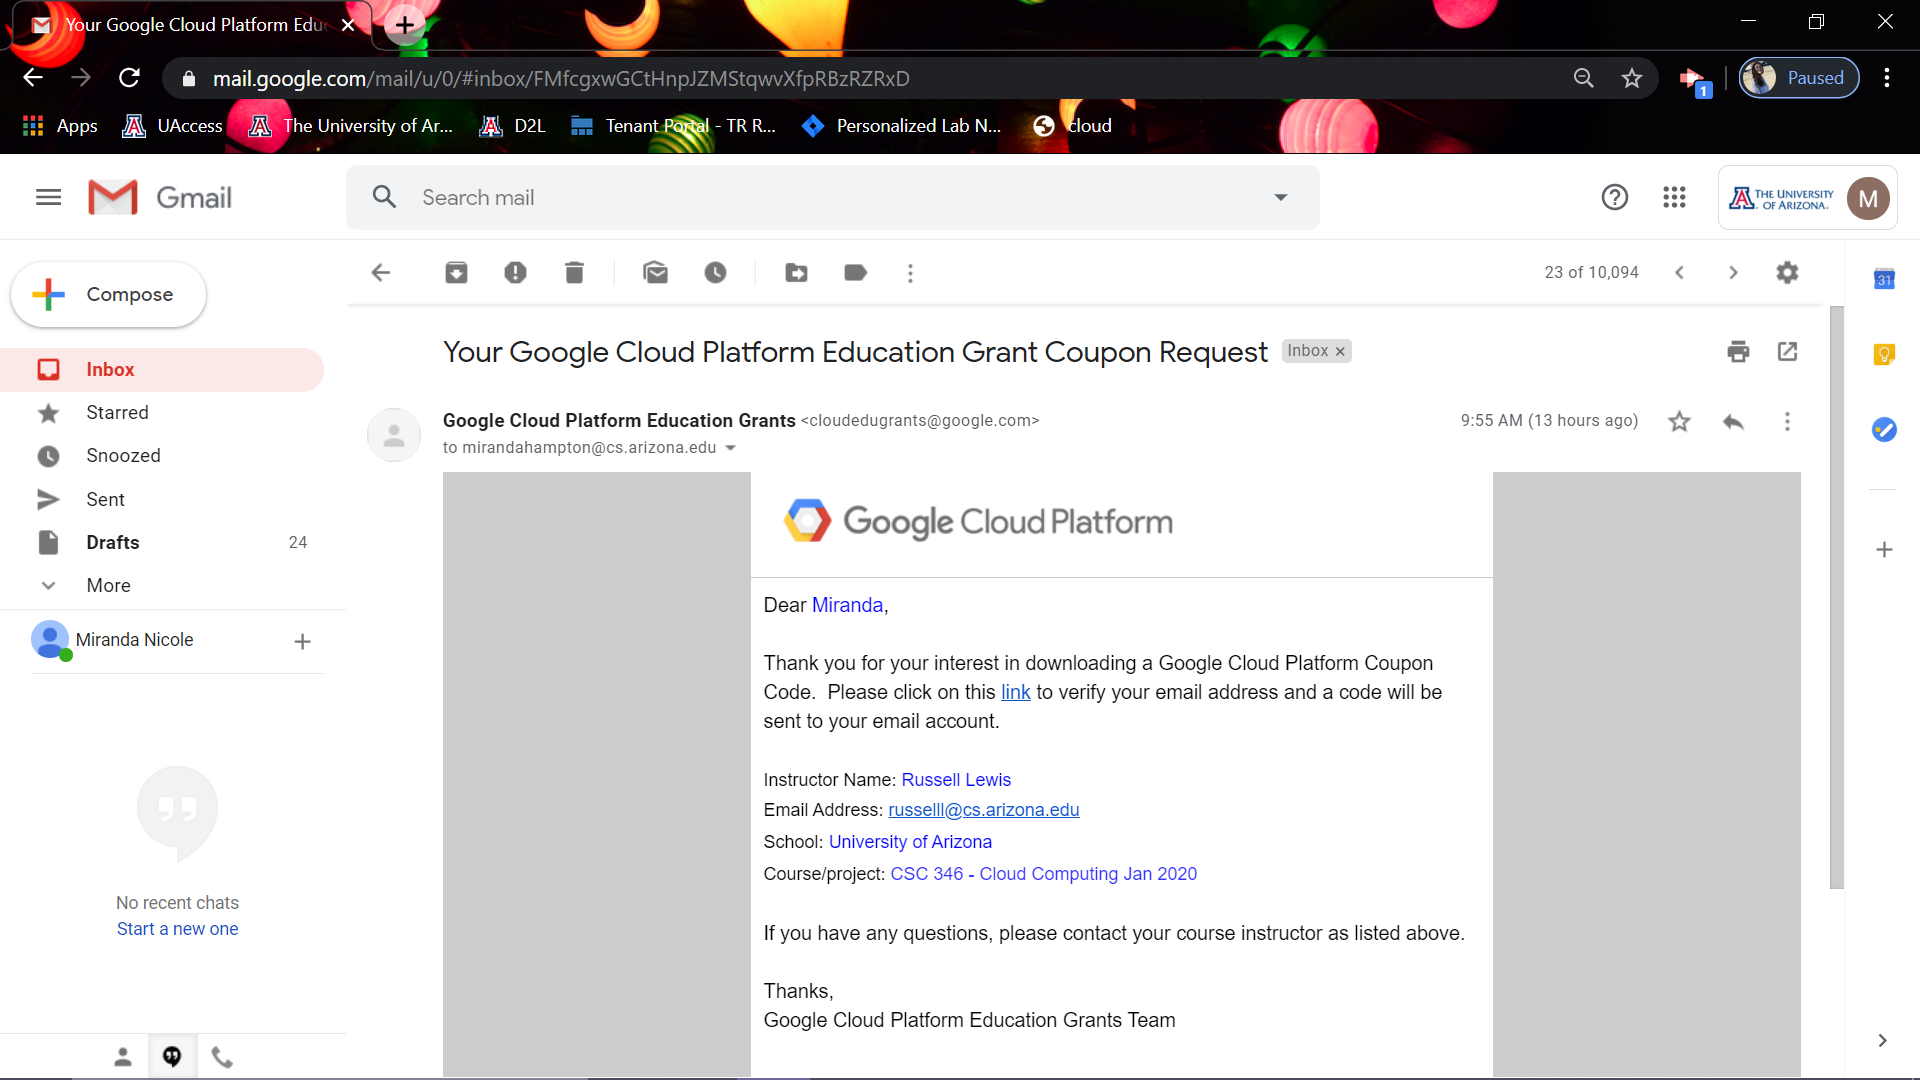 Your Google Cloud Platform Edu
mail.google.com/mail/u/0/#inbox/FMfcgxwGCtHnpJZMStqwvXfpRBzRZRxD
1
Paused
Apps
UAccess
The University of Ar...
D2L
Tenant Portal - TR R...
Personalized Lab N...
cloud
Gmail
Search mail
THE UNIVERSITY
OF ARIZONA
M
Compose
23 of 10,094
31
Inbox
Starred
Snoozed
Sent
Drafts 24
More
Miranda Nicole
No recent chats
Start a new one
Your Google Cloud Platform Education Grant Coupon Request Inbox
Google Cloud Platform Education Grants <cloudedugrants@google.com>
9:55 AM (13 hours ago)
to mirandahampton@cs.arizona.edu
Google Cloud Platform
Dear Miranda,
Thank you for your interest in downloading a Google Cloud Platform Coupon
Code.  Please click on this link to verify your email address and a code will be
sent to your email account.
Instructor Name: Russell Lewis
Email Address: russelll@cs.arizona.edu
School: University of Arizona
Course/project: CSC 346 - Cloud Computing Jan 2020
If you have any questions, please contact your course instructor as listed above.
Thanks,
Google Cloud Platform Education Grants Team